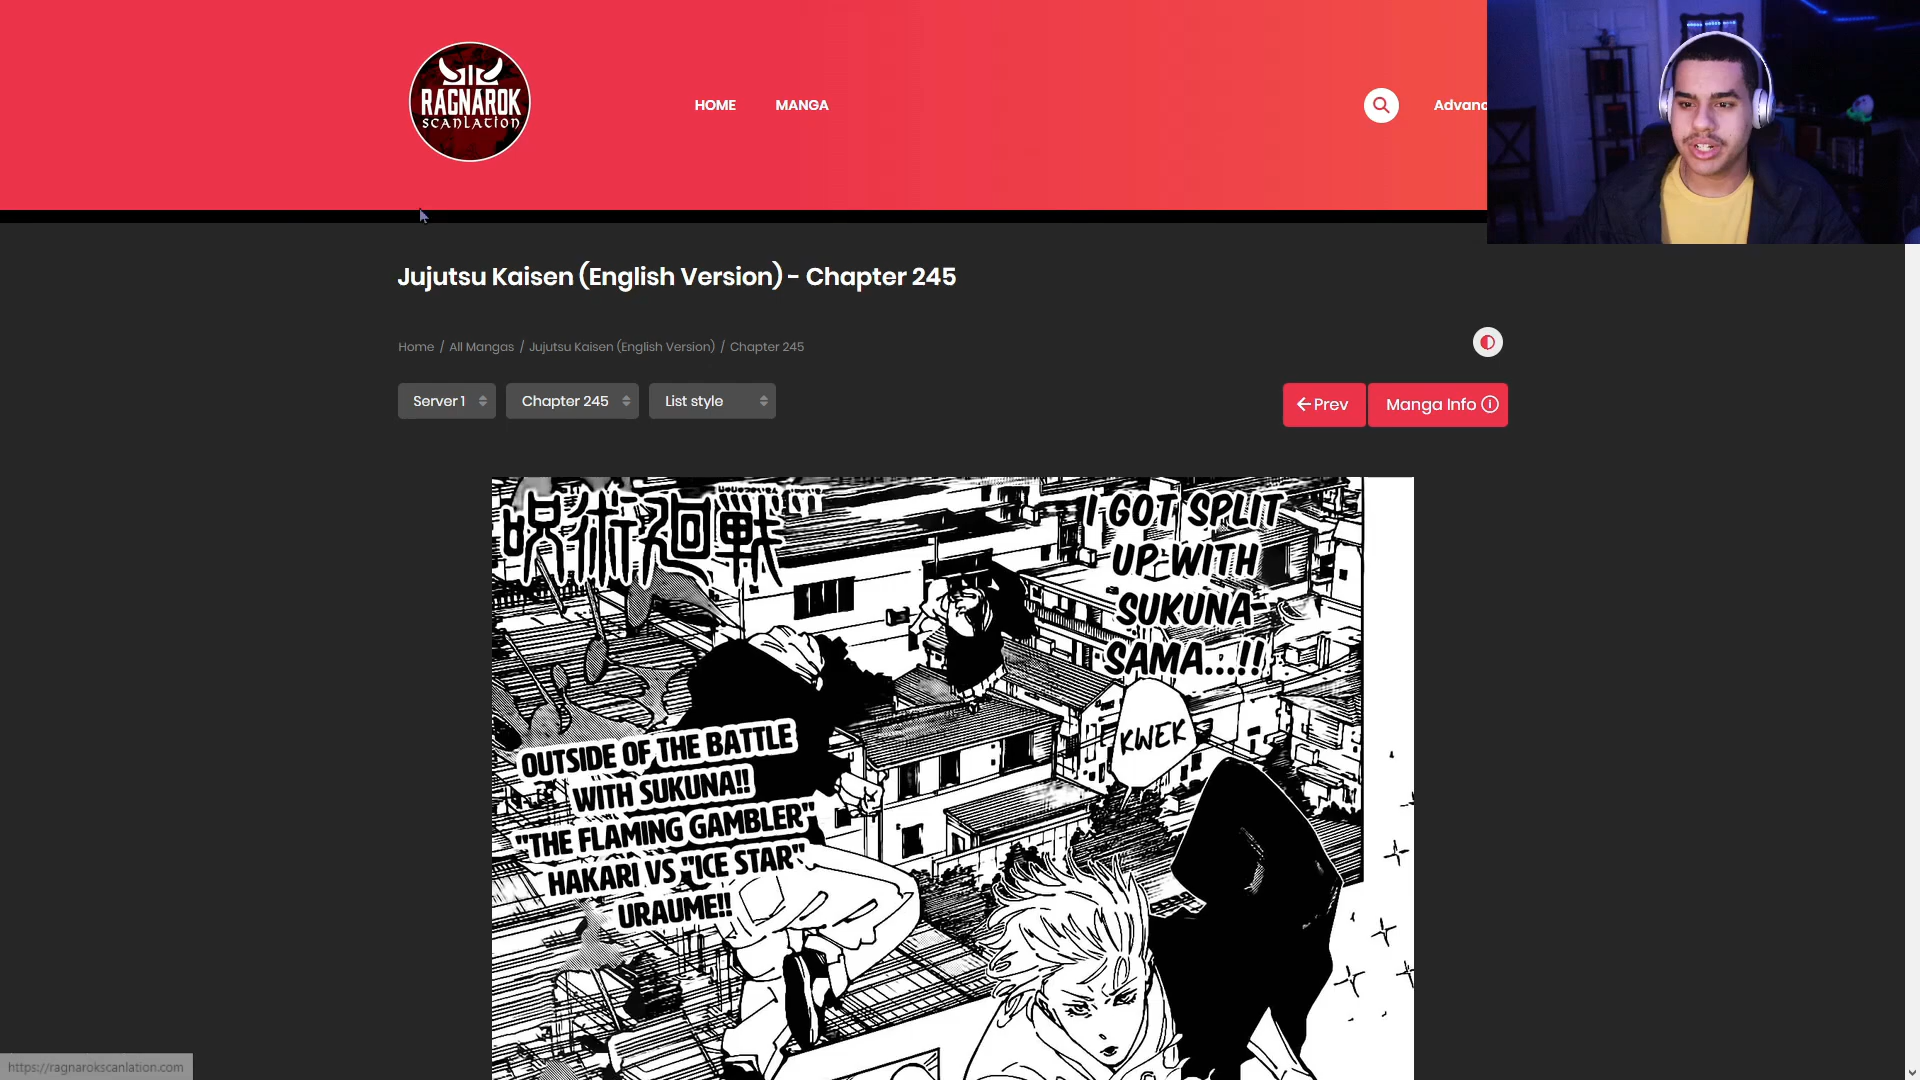 RAGNAROK
SCANLATION
HOME
MANGA
Advanc
Jujutsu Kaisen (English Version) - Chapter 245
Home / All Mangas / Jujutsu Kaisen (English Version) / Chapter 245
Server 1
Chapter 245
List style
Prev
Manga Info
呪術廻戦
I GOT SPLIT
UP WITH
SUKUNA-
SAMA...!!
KWEK
OUTSIDE OF THE BATTLE
WITH SUKUNA!!
"THE FLAMING GAMBLER"
HAKARI VS "ICE STAR"
URAUME!!
https://ragnarokscanlation.com